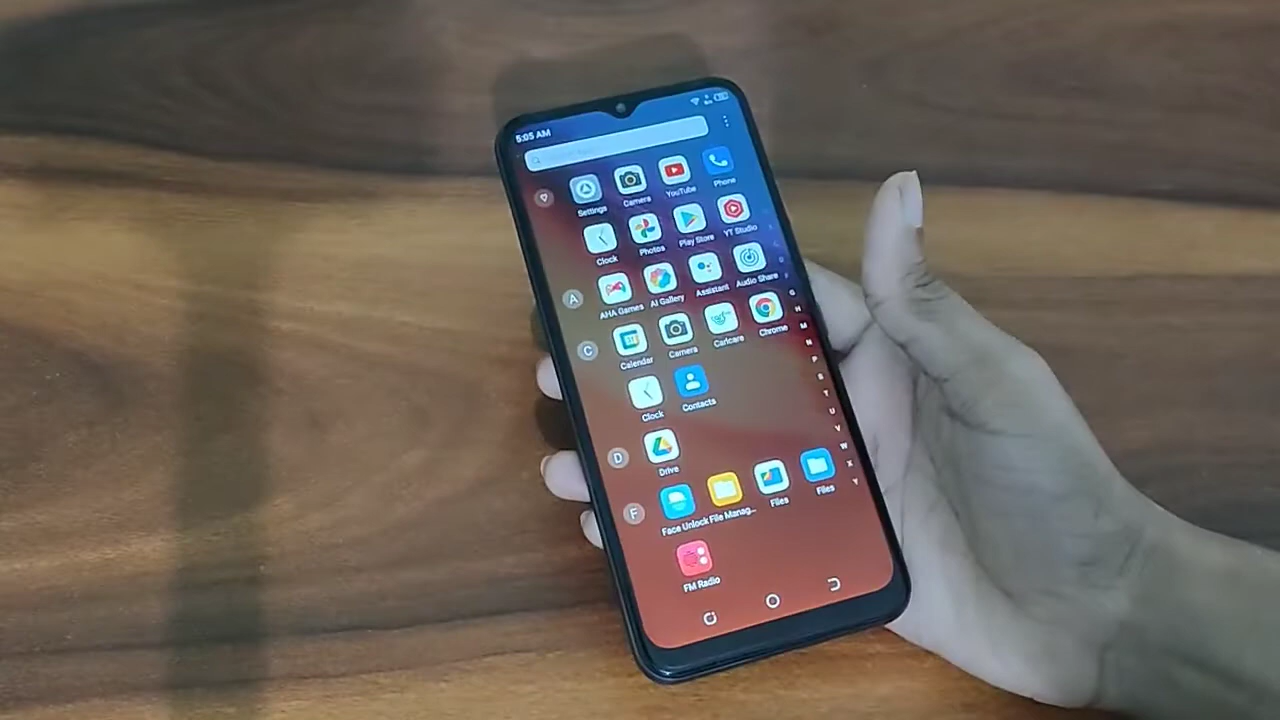 5:05 AM
Settings Camera YouTube Phone
Clock Photos Play Store YT Studio
A AHA Games AI Gallery Assistant Audio Share
C Calendar Camera Carlcare Chrome
Clock Contacts
D Drive
F Face Unlock File Manag... Files Files
FM Radio
G
H
M
N
P
S
T
U
V
W
X
Y